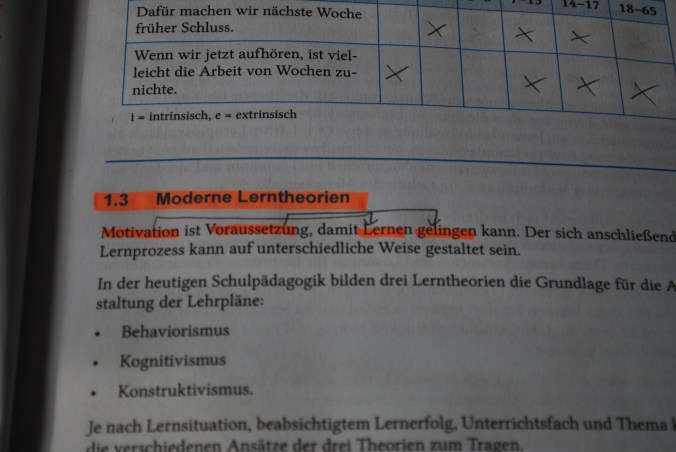 14–17 18–65
Dafür machen wir nächste Woche
früher Schluss.
Wenn wir jetzt aufhören, ist viel-
leicht die Arbeit von Wochen zu-
nichte.
i = intrinsisch, e = extrinsisch
1.3 Moderne Lerntheorien
Motivation ist Voraussetzung, damit Lernen gelingen kann. Der sich anschließend
Lernprozess kann auf unterschiedliche Weise gestaltet sein.
In der heutigen Schulpädagogik bilden drei Lerntheorien die Grundlage für die A
staltung der Lehrpläne:
• Behaviorismus
• Kognitivismus
• Konstruktivismus.
Je nach Lernsituation, beabsichtigtem Lernerfolg, Unterrichtsfach und Thema k
die verschiedenen Ansätze der drei Theorien zum Tragen.